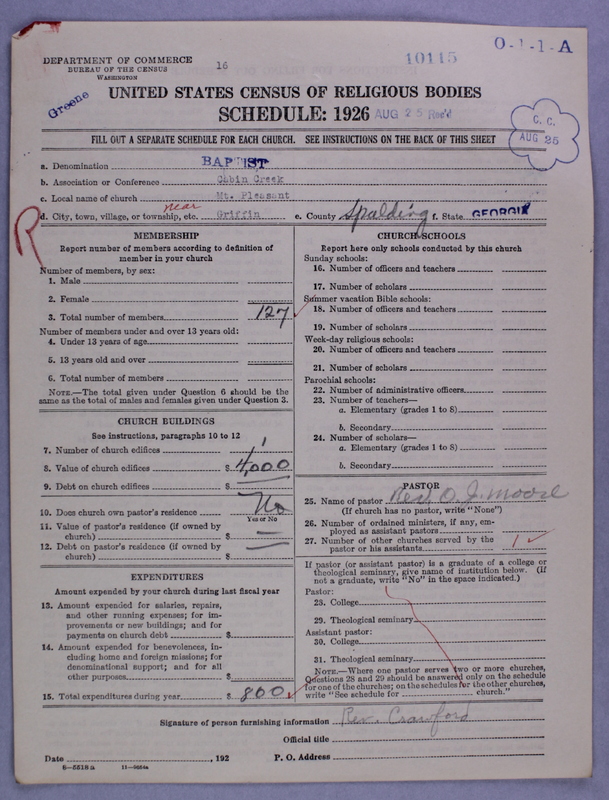 DEPARTMENT OF COMMERCE
BUREAU OF THE CENSUS
WASHINGTON
16
10115
O-1-1-A
Greene
UNITED STATES CENSUS OF RELIGIOUS BODIES
SCHEDULE: 1926
AUG 25 Rec'd
C. C.
AUG 25
FILL OUT A SEPARATE SCHEDULE FOR EACH CHURCH. SEE INSTRUCTIONS ON THE BACK OF THIS SHEET
a. Denomination BAPTIST
b. Association or Conference Cabin Creek
c. Local name of church Mt. Pleasant
near
d. City, town, village, or township, etc. Griffin e. County Spalding f. State GEORGIA
R
MEMBERSHIP
Report number of members according to definition of
member in your church
Number of members, by sex:
1. Male
2. Female
3. Total number of members 127
Number of members under and over 13 years old:
4. Under 13 years of age
5. 13 years old and over
6. Total number of members
NOTE.—The total given under Question 6 should be the
same as the total of males and females given under Question 3.
CHURCH BUILDINGS
See instructions, paragraphs 10 to 12
7. Number of church edifices 1
8. Value of church edifices $ 4,000
9. Debt on church edifices $
10. Does church own pastor's residence No
Yes or No
11. Value of pastor's residence (if owned by
church) $ —
12. Debt on pastor's residence (if owned by
church) $ —
EXPENDITURES
Amount expended by your church during last fiscal year
13. Amount expended for salaries, repairs,
and other running expenses; for im-
provements or new buildings; and for
payments on church debt $
14. Amount expended for benevolences, in-
cluding home and foreign missions; for
denominational support; and for all
other purposes $
15. Total expenditures during year $ 800
CHURCH SCHOOLS
Report here only schools conducted by this church
Sunday schools:
16. Number of officers and teachers
17. Number of scholars
Summer vacation Bible schools:
18. Number of officers and teachers
19. Number of scholars
Week-day religious schools:
20. Number of officers and teachers
21. Number of scholars
Parochial schools:
22. Number of administrative officers
23. Number of teachers—
a. Elementary (grades 1 to 8)
b. Secondary
24. Number of scholars—
a. Elementary (grades 1 to 8)
b. Secondary
PASTOR
25. Name of pastor Rev. O. J. Moore
(If church has no pastor, write "None")
26. Number of ordained ministers, if any, em-
ployed as assistant pastors
27. Number of other churches served by the
pastor or his assistants 1
If pastor (or assistant pastor) is a graduate of a college or
theological seminary, give name of institution below. (If
not a graduate, write "No" in the space indicated.)
Pastor:
28. College
29. Theological seminary
Assistant pastor:
30. College
31. Theological seminary
NOTE.—Where one pastor serves two or more churches,
Questions 28 and 29 should be answered only on the schedule
for one of the churches; on the schedules for the other churches,
write "See schedule for church."
Signature of person furnishing information Rev. Crawford
Official title
Date , 192 P. O. Address